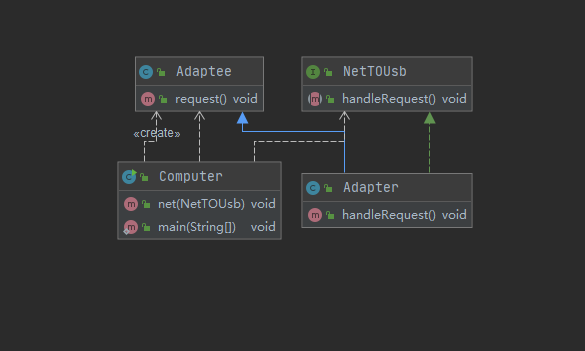 Adaptee
request() void
NetTOUsb
handleRequest() void
«create»
Computer
net(NetTOUsb) void
main(String[]) void
Adapter
handleRequest() void